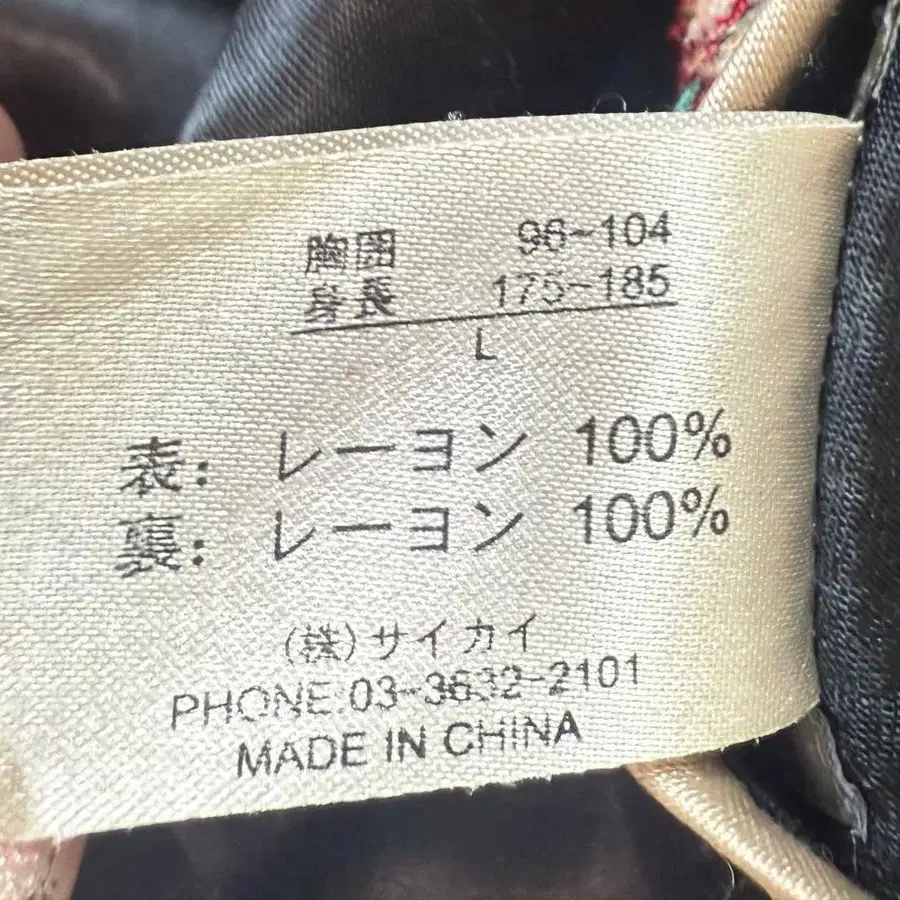 胸囲 96-104
身長 175-185
L
表: レーヨン 100%
裏: レーヨン 100%
(株)サイカイ
PHONE:03-3632-2101
MADE IN CHINA